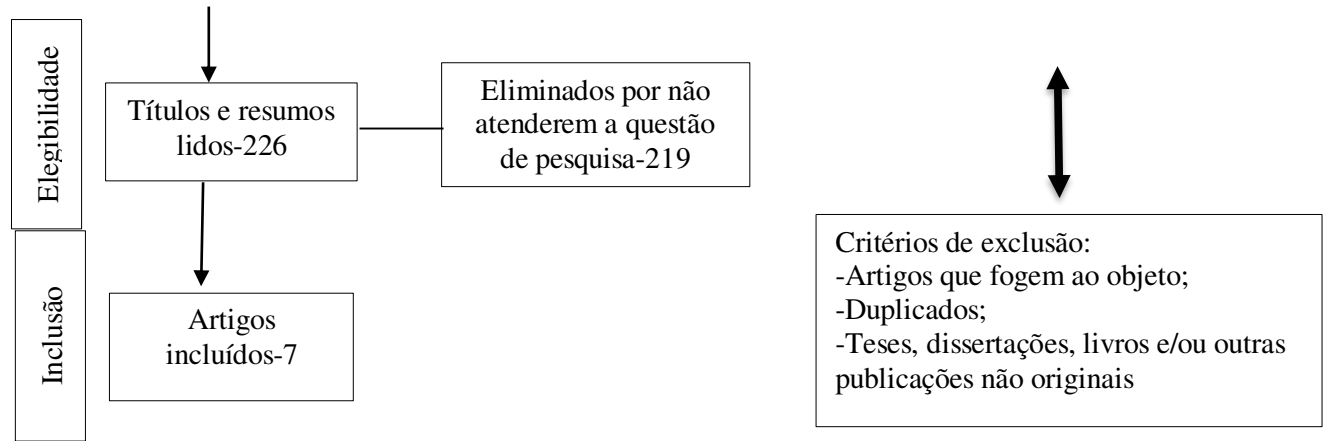 Elegibilidade
Títulos e resumos
lidos-226
Eliminados por não
atenderem a questão
de pesquisa-219
Inclusão
Artigos
incluídos-7
Critérios de exclusão:
-Artigos que fogem ao objeto;
-Duplicados;
-Teses, dissertações, livros e/ou outras
publicações não originais